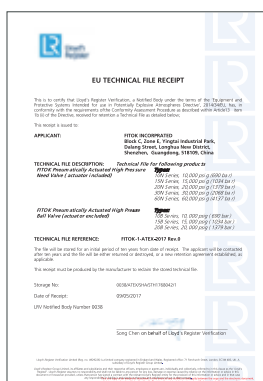 Lloyd's
Register
EU TECHNICAL FILE RECEIPT
This is to certify that Lloyd's Register Verification, a Notified Body under the terms of the 'Equipment and
Protective Systems Intended for use in Potentially Explosive Atmospheres Directive', 2014/34/EU, has, in
conformity with the requirements of the Conformity Assessment Procedure as described within Article13
10.00 of the Directive, received for retention a Technical File as detailed below.
This receipt is issued to:
APPLICANT: FITOK INCORPRATED
Block C, Zone E, Yingtai Industrial Park,
Dalang Street, Longhua New District,
Shenzhen, Guangdong, 518109, China
TECHNICAL FILE DESCRIPTION: Technical File for following products
FITOK Pneumatically Actuated High Pressure Types:
Need Valve ( actuator included) 10N Series, 10,000 psig (690 bar)
15N Series, 15,000 psig (1034 bar)
20N Series, 20,000 psig (1379 bar)
30N Series, 30,000 psig (2068 bar)
60N Series, 60,000 psig (4137 bar)
FITOK Pneumatically Actuated High Pressure Types:
Ball Valve (actuator excluded) 10B Series, 10,000 psig (690 bar)
15B Series, 15,000 psig (1034 bar)
20B Series, 20,000 psig (1379 bar)
TECHNICAL FILE REFERENCE: FITOK-1-ATEX-2017 Rev.0
The file will be stored for an initial period of ten years from date of receipt. The applicant will be contacted
after ten years and the file will be either returned or destroyed, or a new retention agreement established, as
applicable.
This receipt must be produced by the manufacturer to reclaim the stored technical file.
Storage No:
Date of Receipt: 09/05/2017
LRV Notified Body Number 0038
Song Chen on behalf of Lloyd's Register Verification